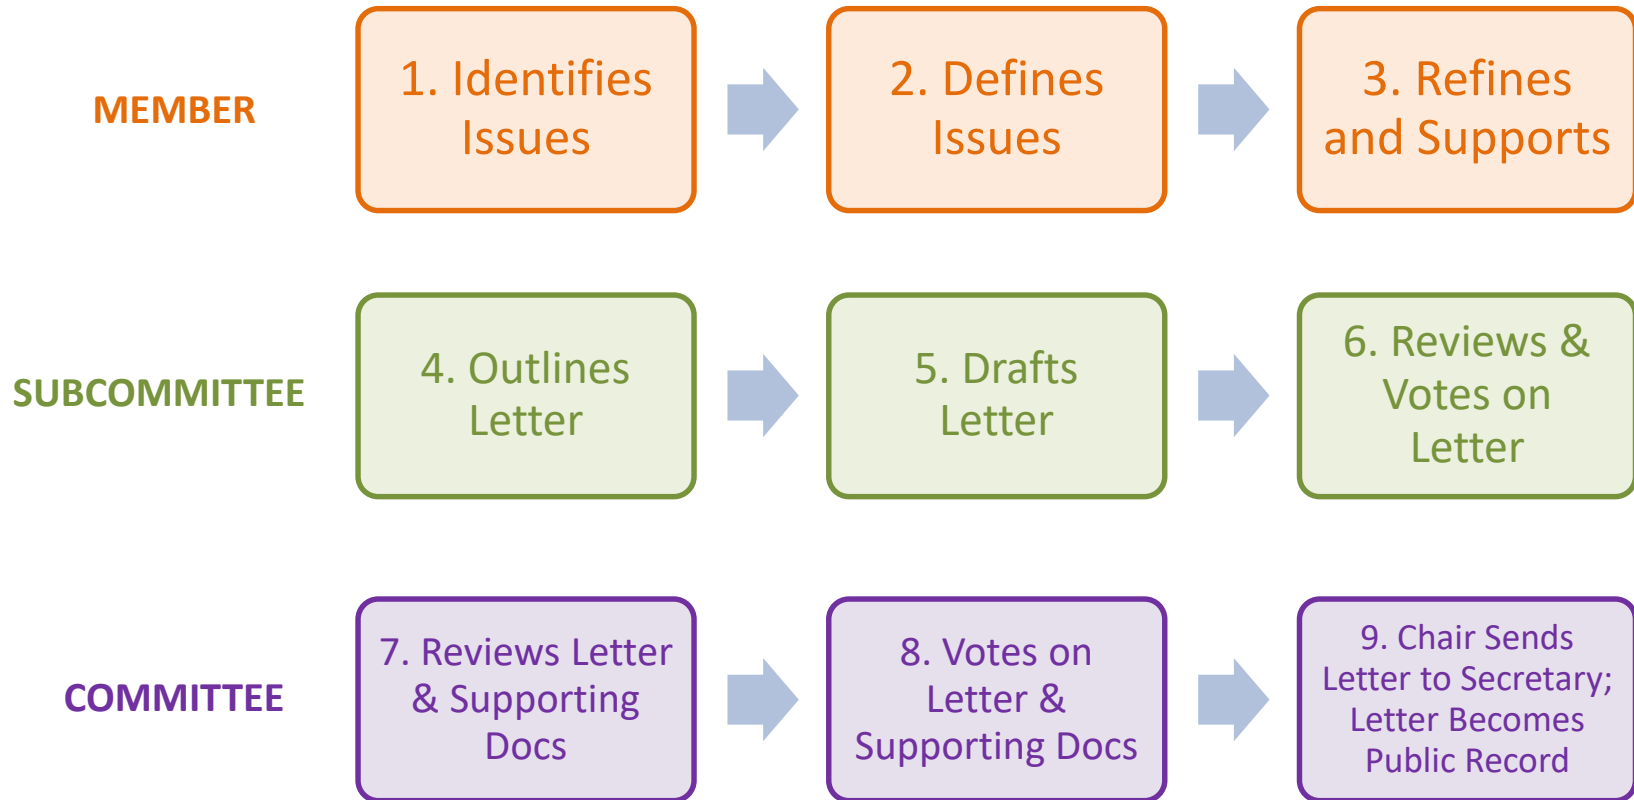 MEMBER
1. Identifies
Issues
2. Defines
Issues
3. Refines
and Supports
SUBCOMMITTEE
4. Outlines
Letter
5. Drafts
Letter
6. Reviews &
Votes on
Letter
COMMITTEE
7. Reviews Letter
& Supporting
Docs
8. Votes on
Letter &
Supporting Docs
9. Chair Sends
Letter to Secretary;
Letter Becomes
Public Record